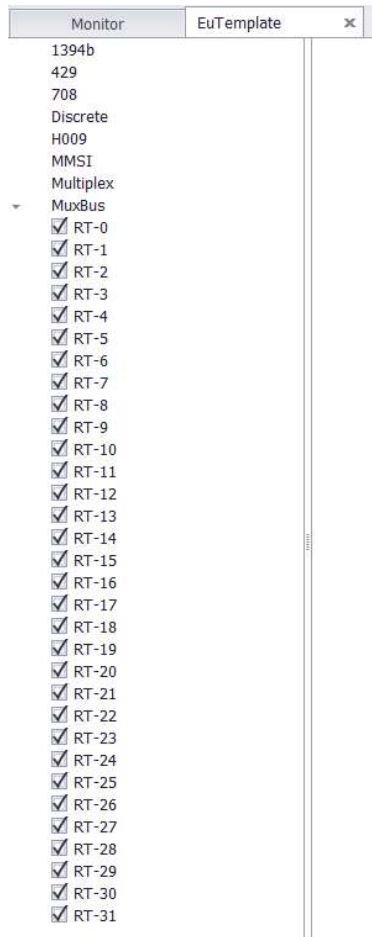 Monitor EuTemplate
1394b
429
708
Discrete
H009
MMSI
Multiplex
MuxBus
RT-0
RT-1
RT-2
RT-3
RT-4
RT-5
RT-6
RT-7
RT-8
RT-9
RT-10
RT-11
RT-12
RT-13
RT-14
RT-15
RT-16
RT-17
RT-18
RT-19
RT-20
RT-21
RT-22
RT-23
RT-24
RT-25
RT-26
RT-27
RT-28
RT-29
RT-30
RT-31